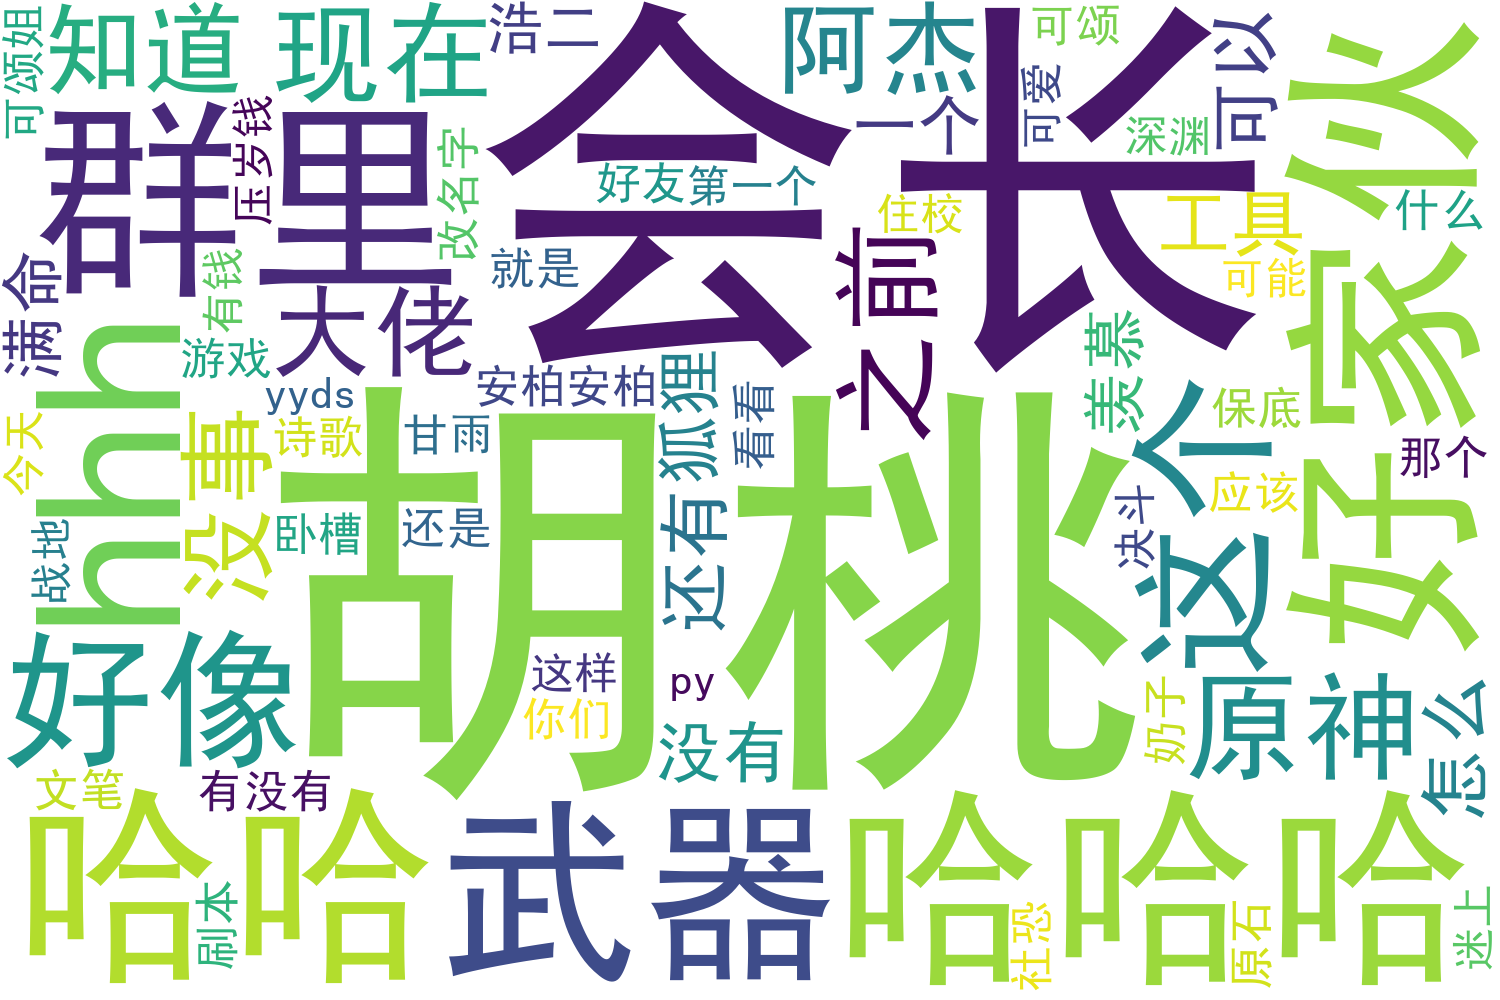 可颂姐
知道
现在
浩二
会长
阿杰
可颂
可爱
可以
好家伙
群里
压岁钱
改名字
一个
深渊
好友
第一个
住校
工具
什么
之前
可能
满命
有钱
大佬
就是
游戏
hhh
yyds
安柏安柏
狐狸
看看
羡慕
这个
保底
那个
今天
没事
诗歌
甘雨
胡桃
卧槽
还是
还有
决斗
应该
战地
好像
这样
你们
py
没有
奶子
原神
怎么
文笔
有没有
哈哈
武器
哈哈哈
刷本
社恐
原石
迷上